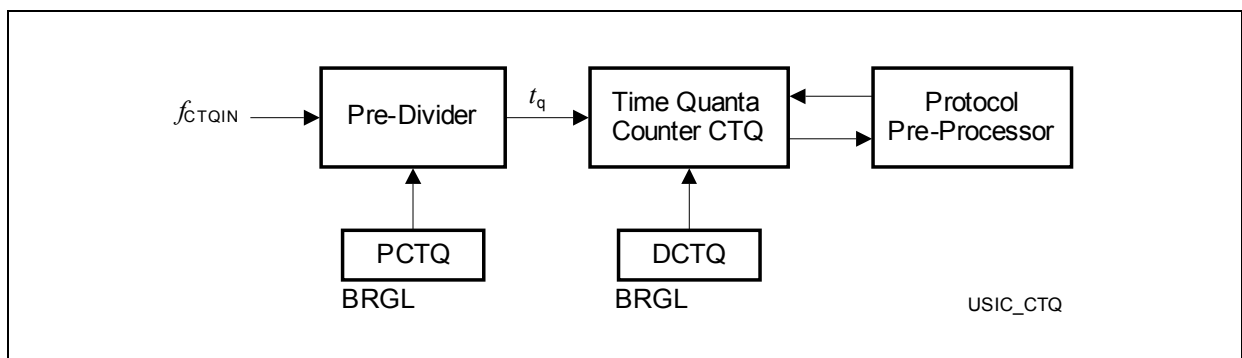 fCTQIN
Pre-Divider
tq
Time Quanta
Counter CTQ
Protocol
Pre-Processor
PCTQ
BRGL
DCTQ
BRGL
USIC_CTQ